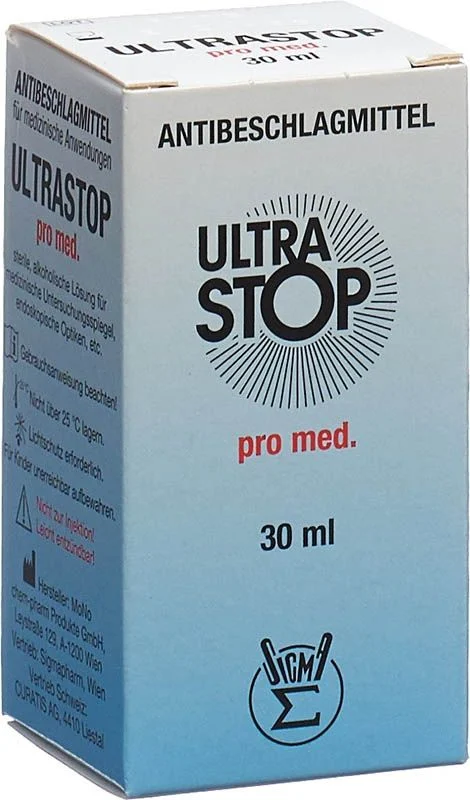 LOT
ULTRASTOP
pro med.
30 ml
ANTIBESCHLAGMITTEL
ULTRA
STOP
pro med.
30 ml
SIGMA
Σ
ANTIBESCHLAGMITTEL
für medizinische Anwendungen
ULTRASTOP
pro med.
sterile, alkoholische Lösung für
medizinische Untersuchungsspiegel,
endoskopische Optiken, etc.
Gebrauchsanweisung beachten!
Nicht über 25 °C lagern.
Lichtschutz erforderlich.
Für Kinder unerreichbar aufbewahren.
Nicht zur Injektion!
Leicht entzündbar!
Hersteller: MoNo
chem-pharm Produkte GmbH,
Leystraße 129, A-1200 Wien
Vertrieb: Sigmapharm, Wien
Vertrieb Schweiz:
CURATIS AG, 4410 Liestal